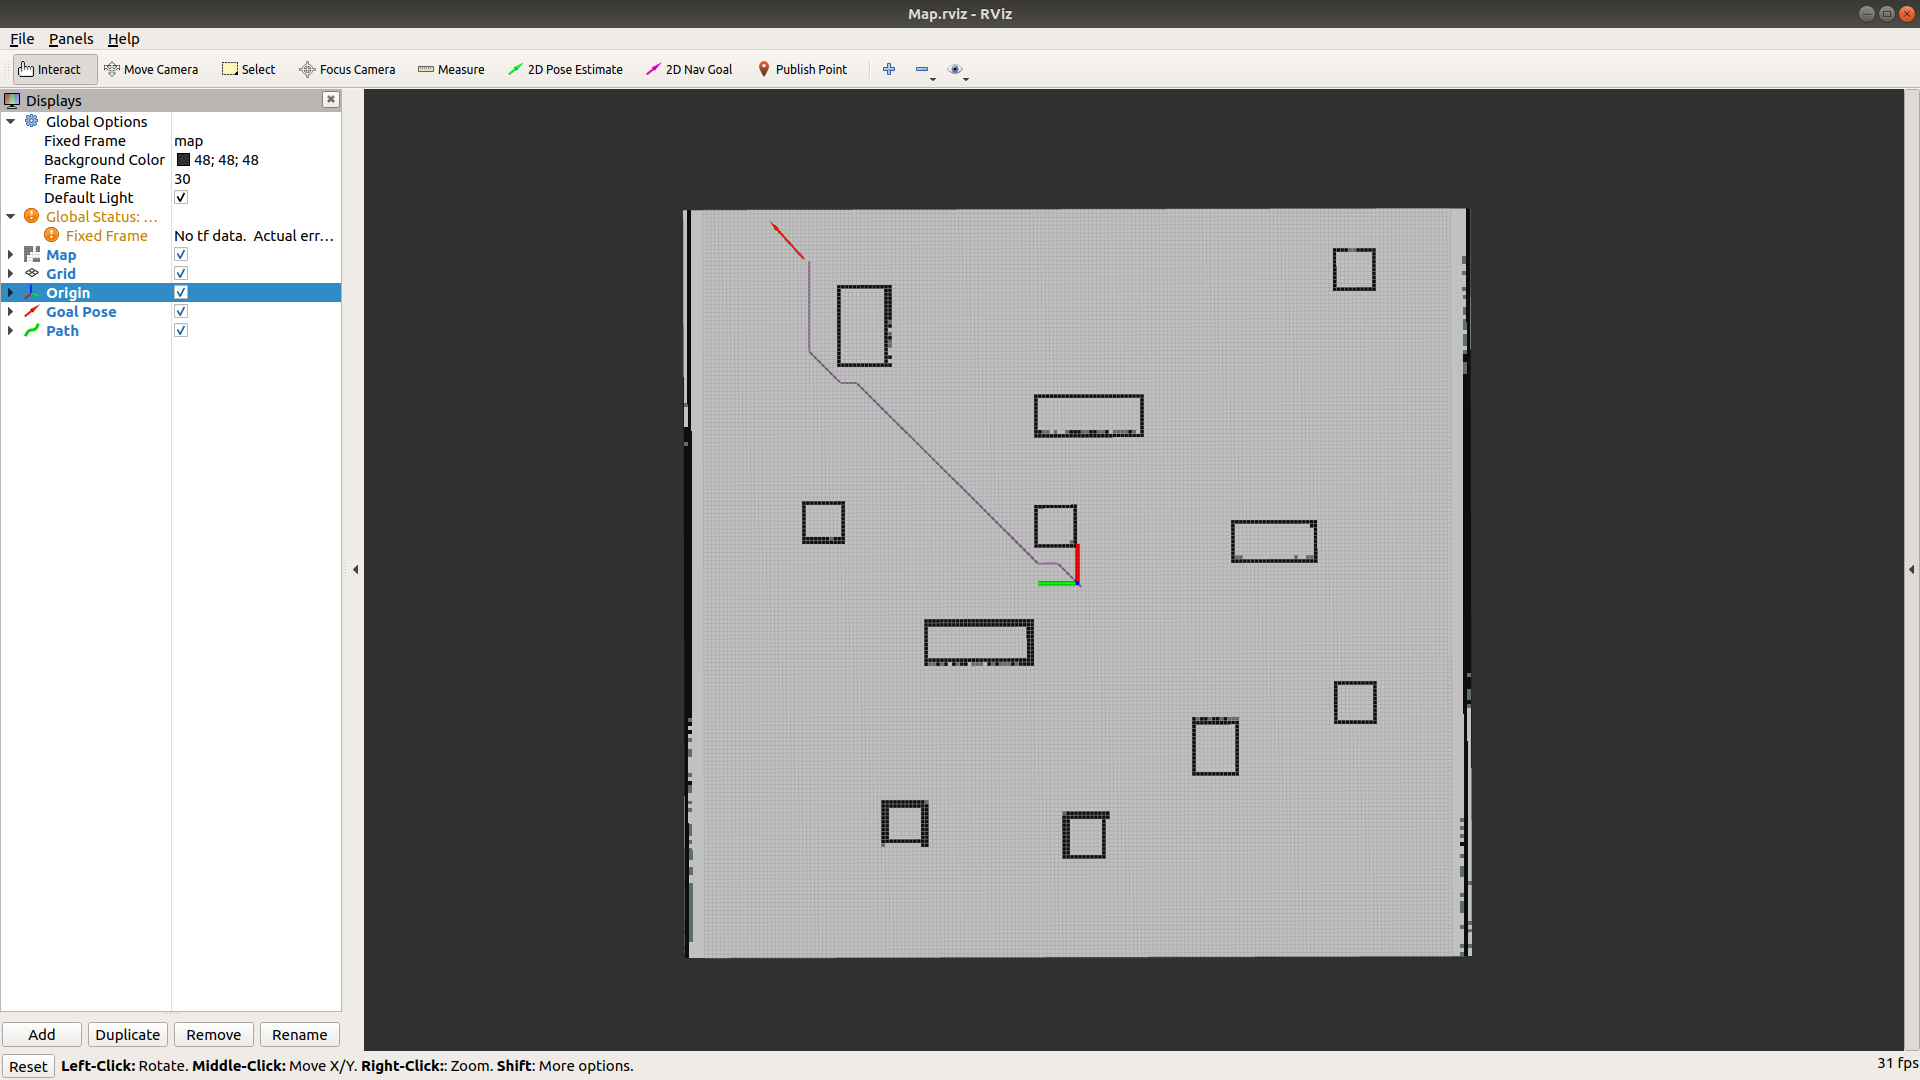 Map.rviz - RViz
File Panels Help
Interact Move Camera Select Focus Camera Measure 2D Pose Estimate 2D Nav Goal Publish Point
Displays
Global Options
Fixed Frame map
Background Color 48; 48; 48
Frame Rate 30
Default Light
Global Status: ...
Fixed Frame No tf data. Actual err...
Map
Grid
Origin
Goal Pose
Path
Add Duplicate Remove Rename
Reset Left-Click: Rotate. Middle-Click: Move X/Y. Right-Click:: Zoom. Shift: More options. 31 fps